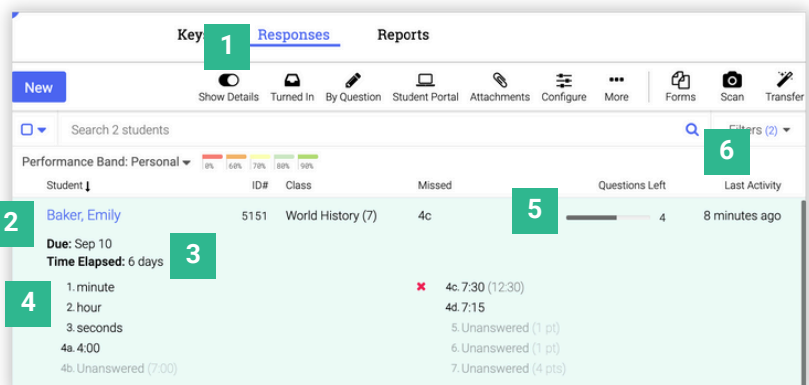 Keys Responses Reports
1
New Show Details Turned In By Question Student Portal Attachments Configure More Forms Scan Transfer
Search 2 students Filters (2)
6
Performance Band: Personal 0% 60% 70% 80% 90%
Student ID# Class Missed Questions Left Last Activity
2 Baker, Emily 5151 World History (7) 4c 5 4 8 minutes ago
Due: Sep 10
Time Elapsed: 6 days 3
4
1. minute
2. hour
3. seconds
4a. 4:00
4b. Unanswered (7:00)
4c. 7:30 (12:30)
4d. 7:15
5. Unanswered (1 pt)
6. Unanswered (1 pt)
7. Unanswered (4 pts)